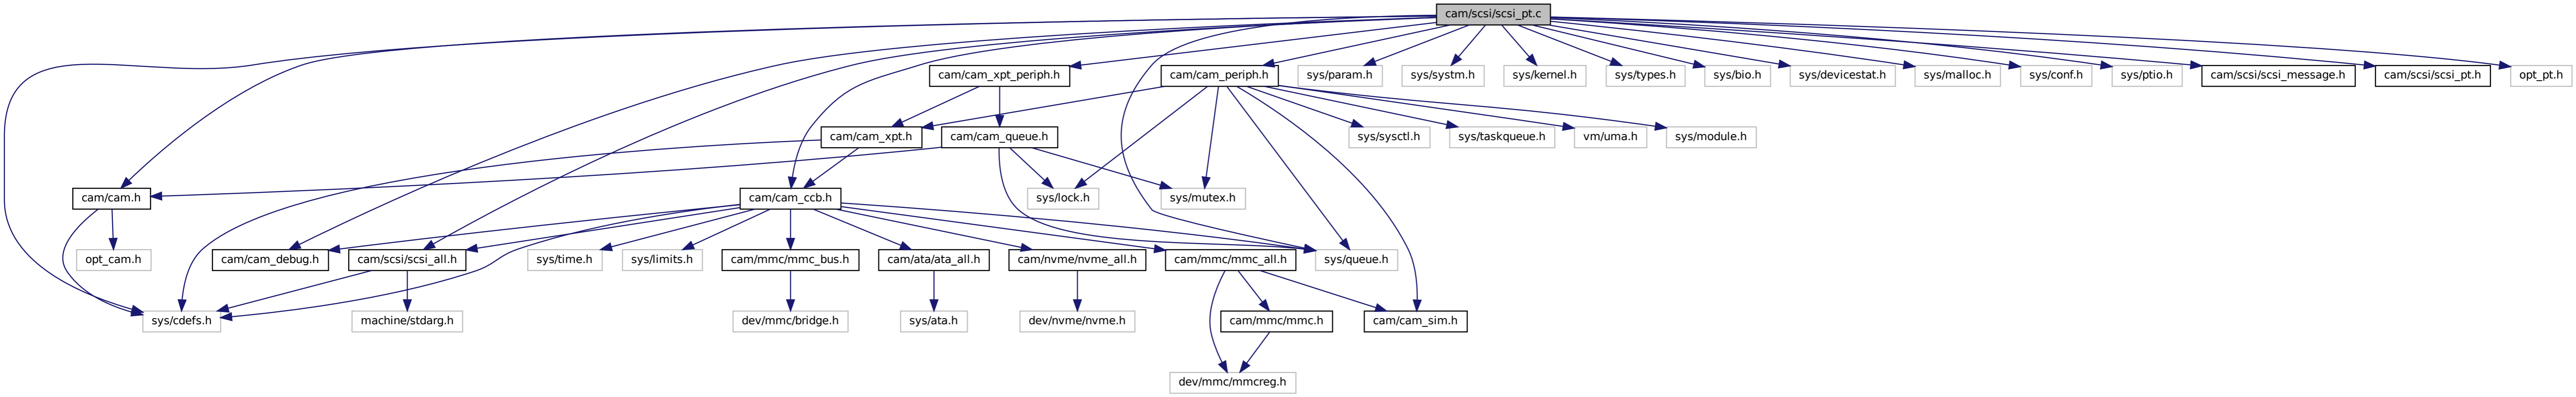 cam/scsi/scsi_pt.c
cam/cam_xpt_periph.h
cam/cam_periph.h
sys/param.h
sys/systm.h
sys/kernel.h
sys/types.h
sys/bio.h
sys/devicestat.h
sys/malloc.h
sys/conf.h
sys/ptio.h
cam/scsi/scsi_message.h
cam/scsi/scsi_pt.h
opt_pt.h
cam/cam_xpt.h
cam/cam_queue.h
sys/sysctl.h
sys/taskqueue.h
vm/uma.h
sys/module.h
cam/cam.h
cam/cam_ccb.h
sys/lock.h
sys/mutex.h
opt_cam.h
cam/cam_debug.h
cam/scsi/scsi_all.h
sys/time.h
sys/limits.h
cam/mmc/mmc_bus.h
cam/ata/ata_all.h
cam/nvme/nvme_all.h
cam/mmc/mmc_all.h
sys/queue.h
sys/cdefs.h
machine/stdarg.h
dev/mmc/bridge.h
sys/ata.h
dev/nvme/nvme.h
cam/mmc/mmc.h
cam/cam_sim.h
dev/mmc/mmcreg.h